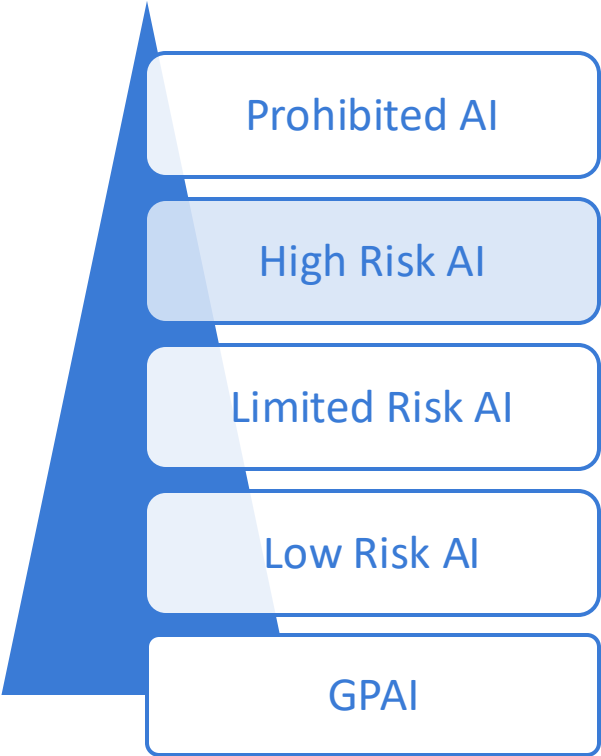 Prohibited AI
High Risk AI
Limited Risk AI
Low Risk AI
GPAI